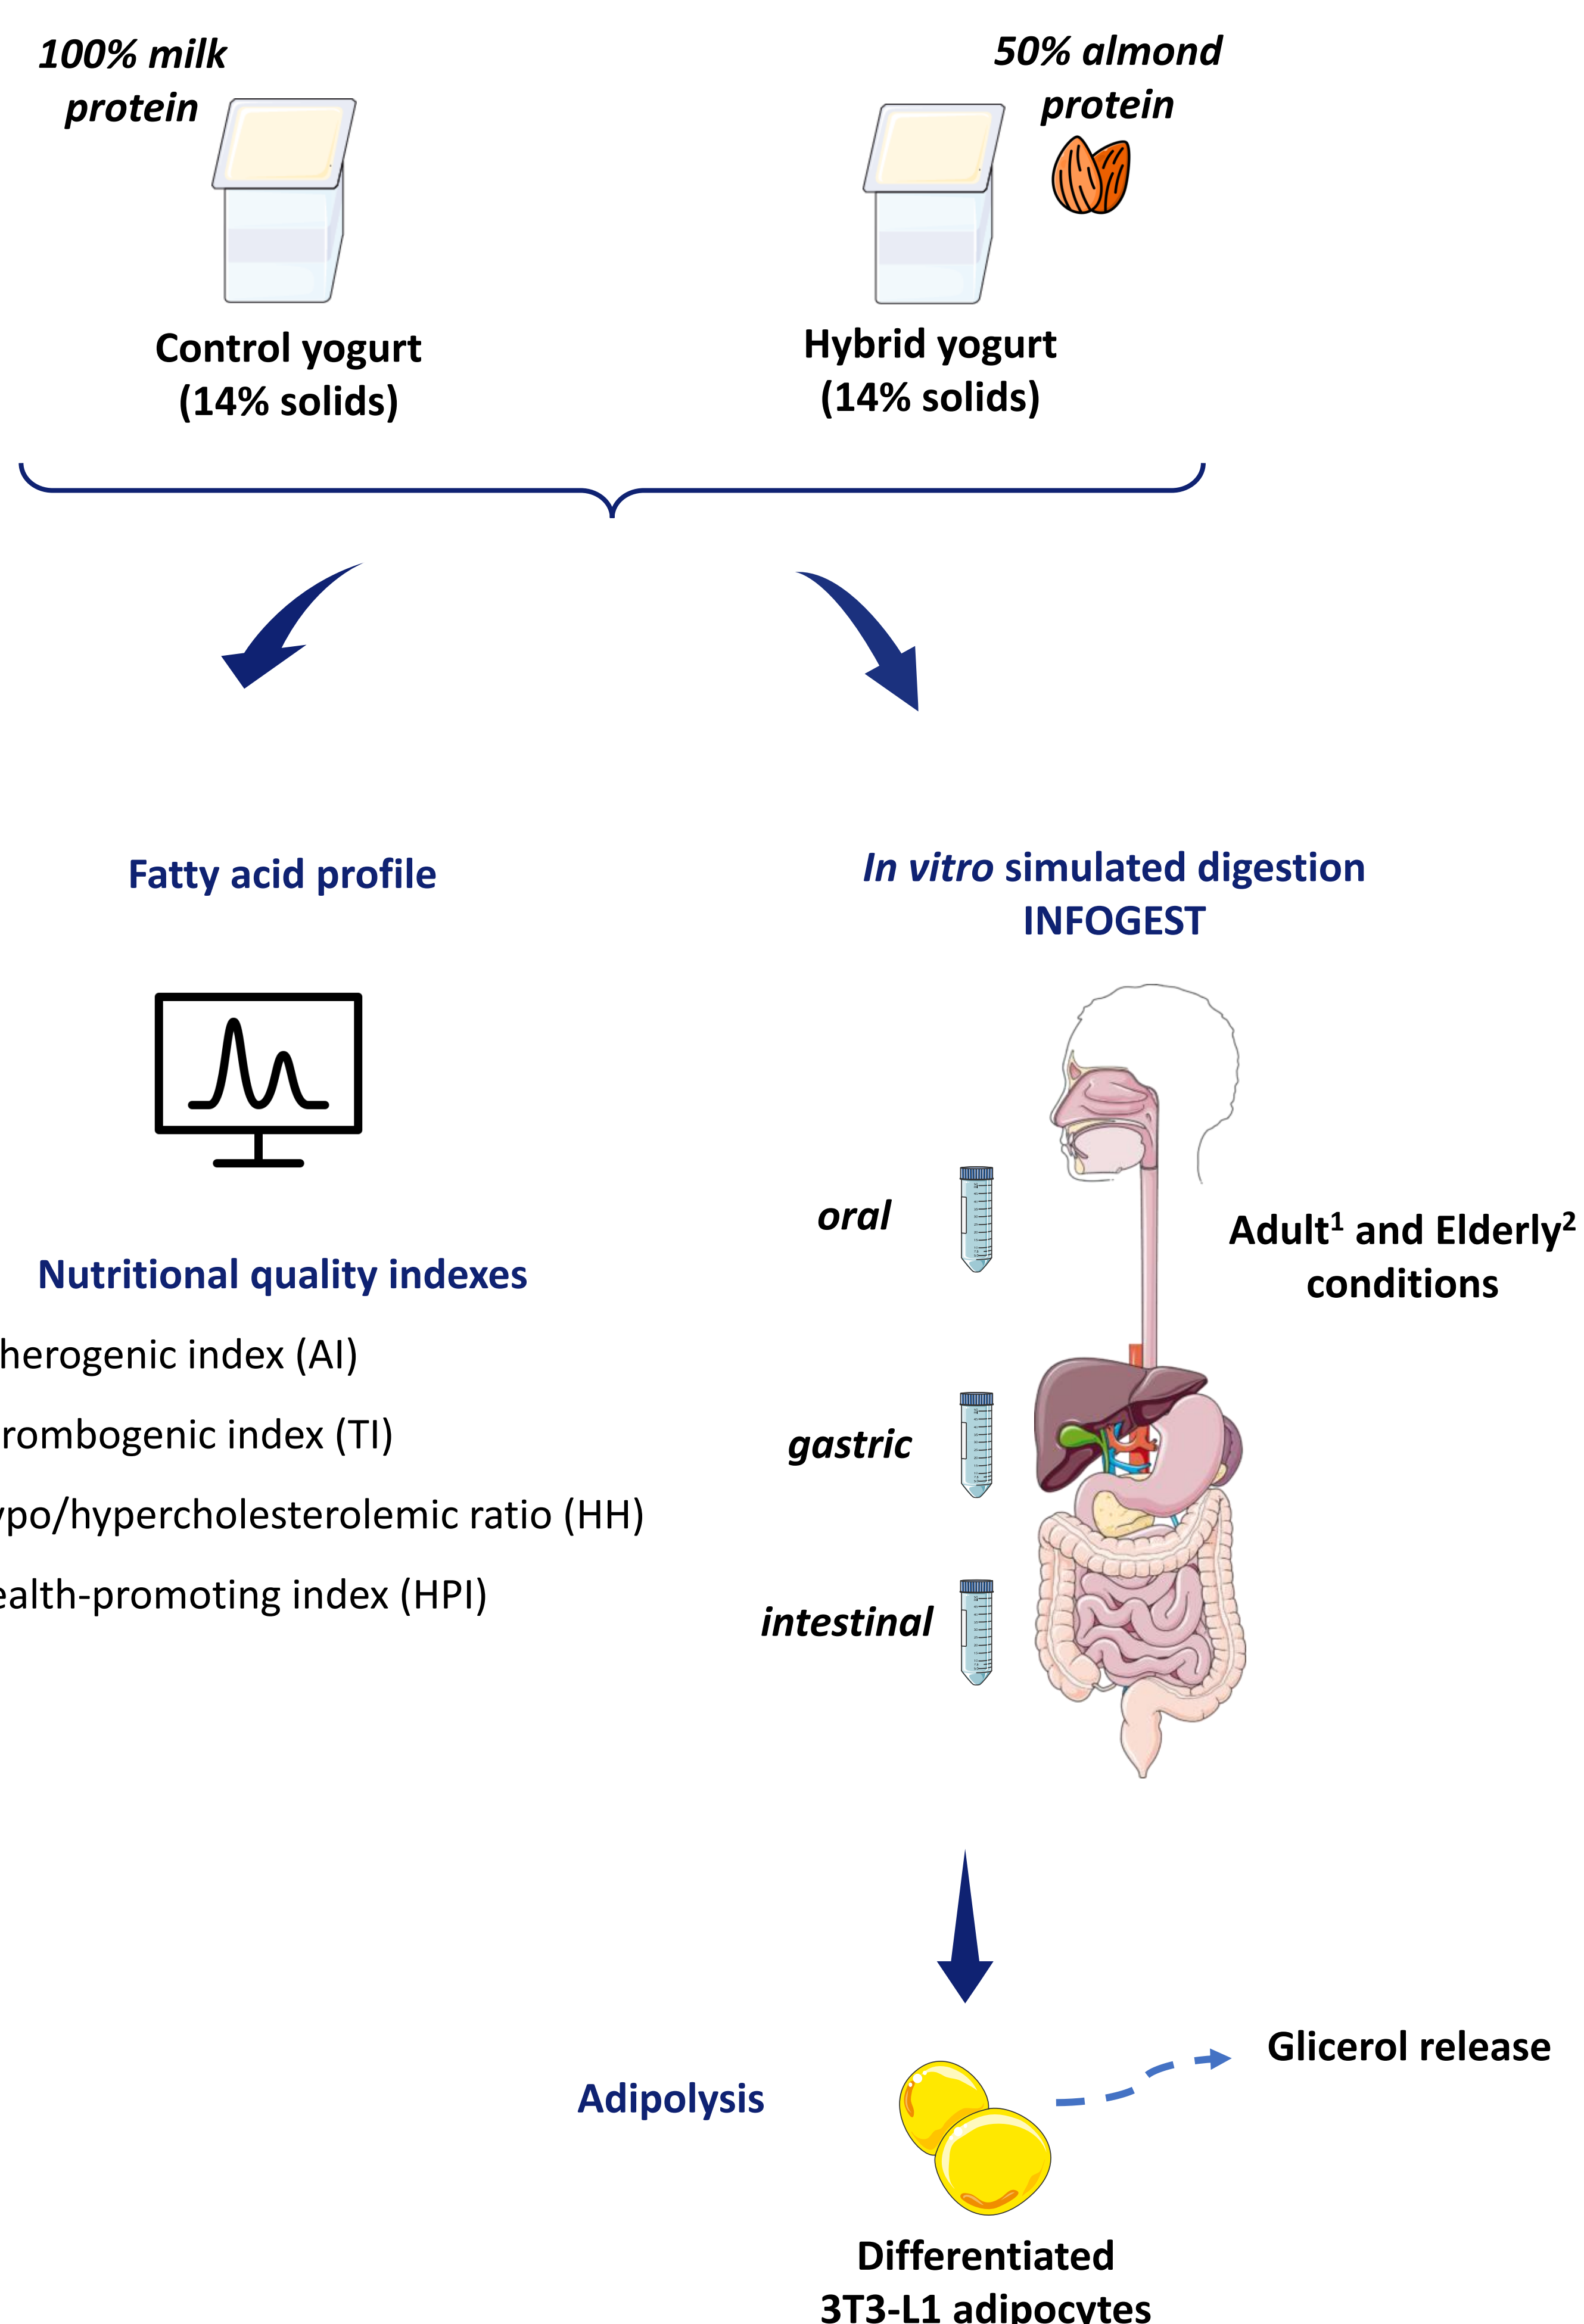 100% milk
protein
50% almond
protein
Control yogurt
(14% solids)
Hybrid yogurt
(14% solids)
Fatty acid profile
In vitro simulated digestion
INFOGEST
oral
Adult¹ and Elderly²
conditions
Nutritional quality indexes
herogenic index (AI)
rombogenic index (TI)
ypo/hypercholesterolemic ratio (HH)
ealth-promoting index (HPI)
gastric
intestinal
Adipolysis
Glicerol release
Differentiated
3T3-L1 adipocytes